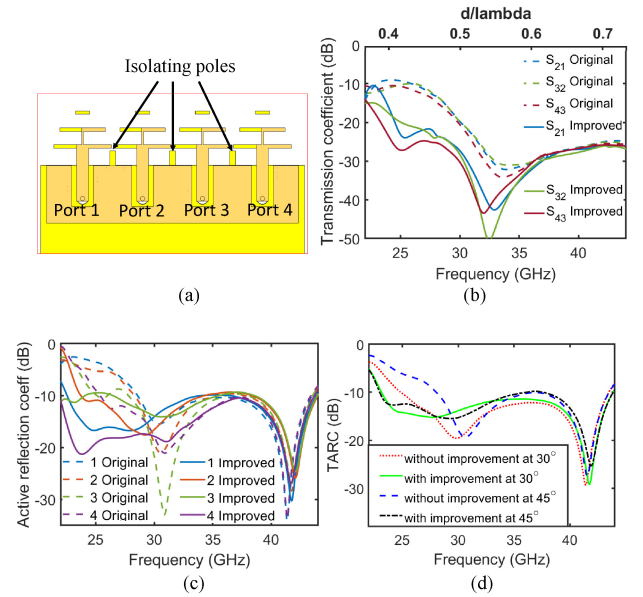 Isolating poles
Port 1 Port 2 Port 3 Port 4
(a)
d/lambda
0.4 0.5 0.6 0.7
Transmission coefficient (dB)
0
-10
-20
-30
-40
-50
S21 Original
S32 Original
S43 Original
S21 Improved
S32 Improved
S43 Improved
25 30 35 40
Frequency (GHz)
(b)
Active reflection coeff (dB)
0
-10
-20
-30
1 Original 1 Improved
2 Original 2 Improved
3 Original 3 Improved
4 Original 4 Improved
25 30 35 40
Frequency (GHz)
(c)
TARC (dB)
0
-10
-20
-30
without improvement at 30°
with improvement at 30°
without improvement at 45°
with improvement at 45°
25 30 35 40
Frequency (GHz)
(d)